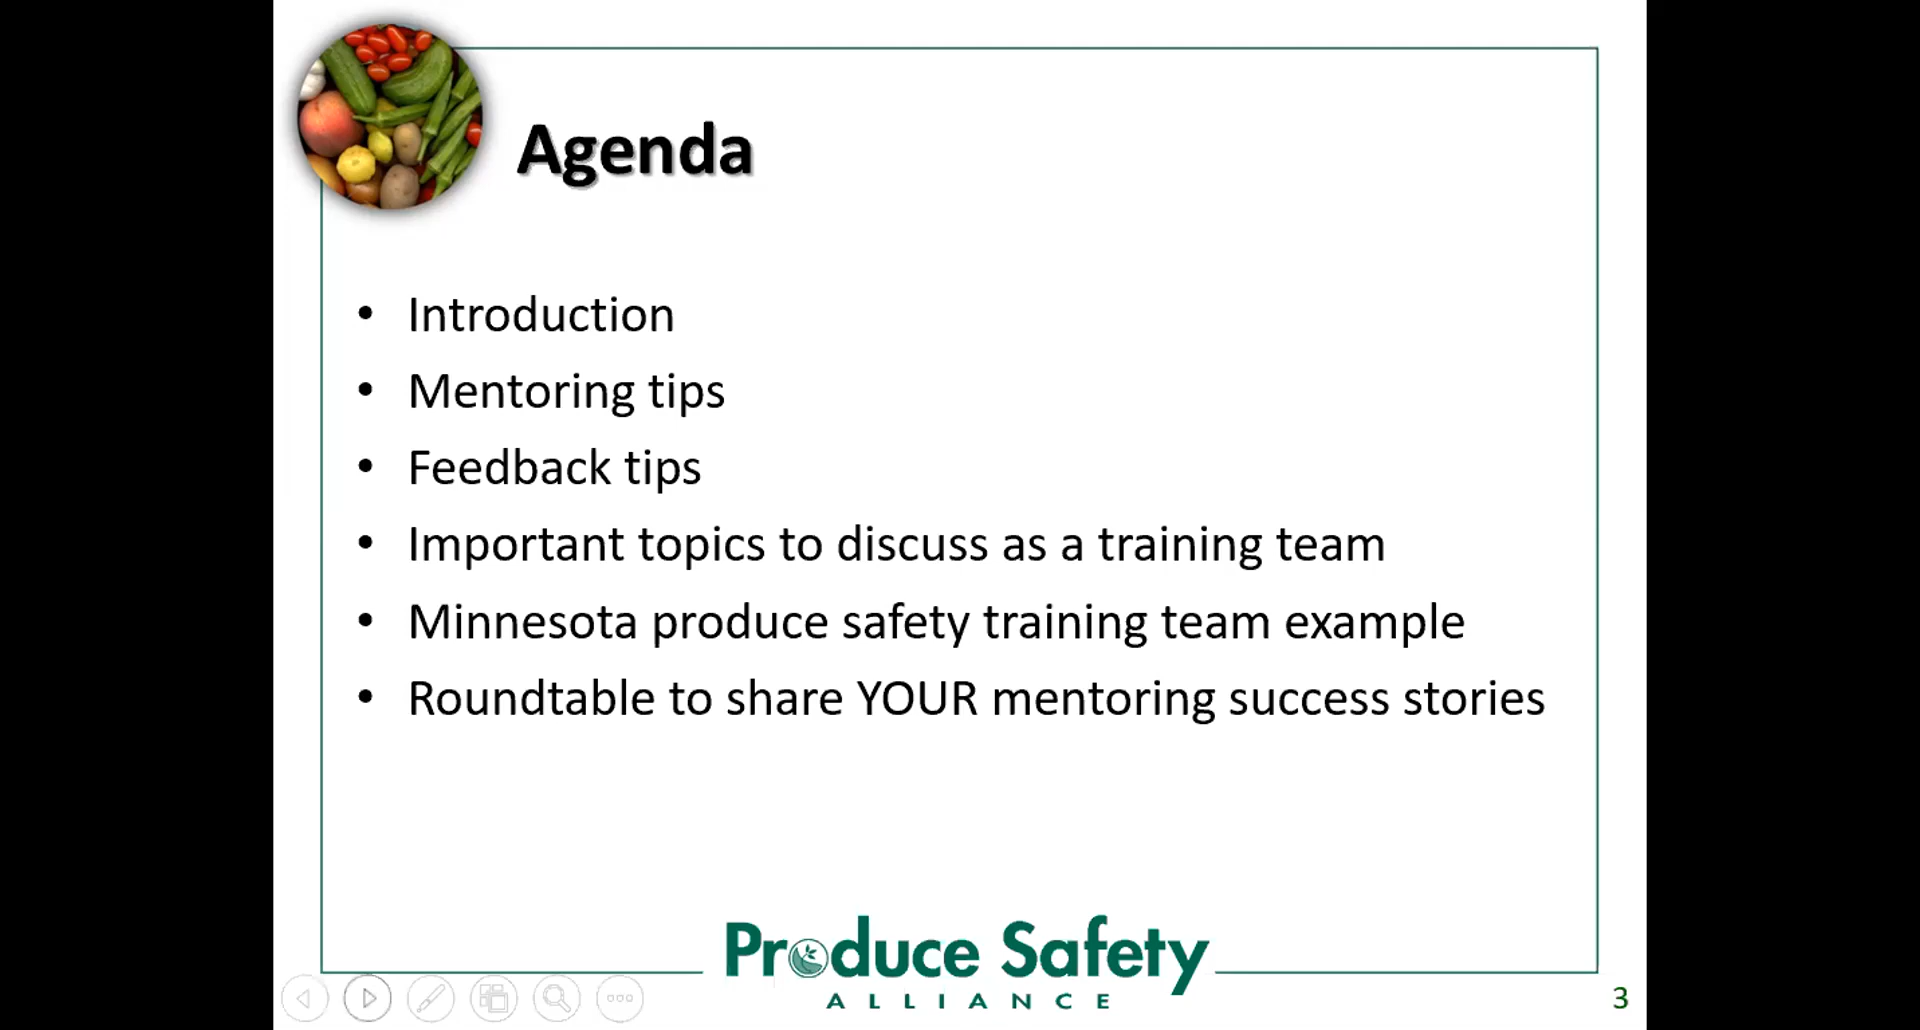 Agenda
• Introduction
• Mentoring tips
• Feedback tips
• Important topics to discuss as a training team
• Minnesota produce safety training team example
• Roundtable to share YOUR mentoring success stories
Produce Safety
ALLIANCE
3